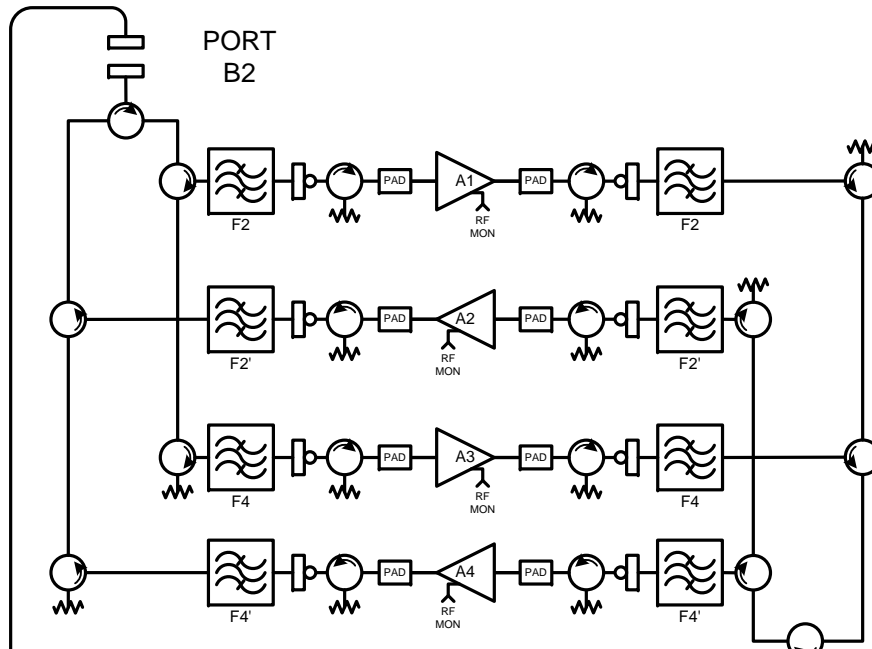 PORT
B2
PAD A1 PAD
F2 RF
MON F2
PAD A2 PAD
F2' RF
MON F2'
PAD A3 PAD
F4 RF
MON F4
PAD A4 PAD
F4' RF
MON F4'